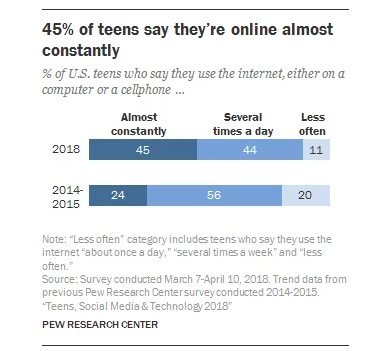 45% of teens say they're online almost
constantly
% of U.S. teens who say they use the internet, either on a
computer or a cellphone ...
Almost constantly Several times a day Less often
2018 45 44 11
2014-2015 24 56 20
Note: "Less often" category includes teens who say they use the
internet "about once a day," "several times a week" and "less
often."
Source: Survey conducted March 7-April 10, 2018. Trend data from
previous Pew Research Center survey conducted 2014-2015.
"Teens, Social Media & Technology 2018"
PEW RESEARCH CENTER